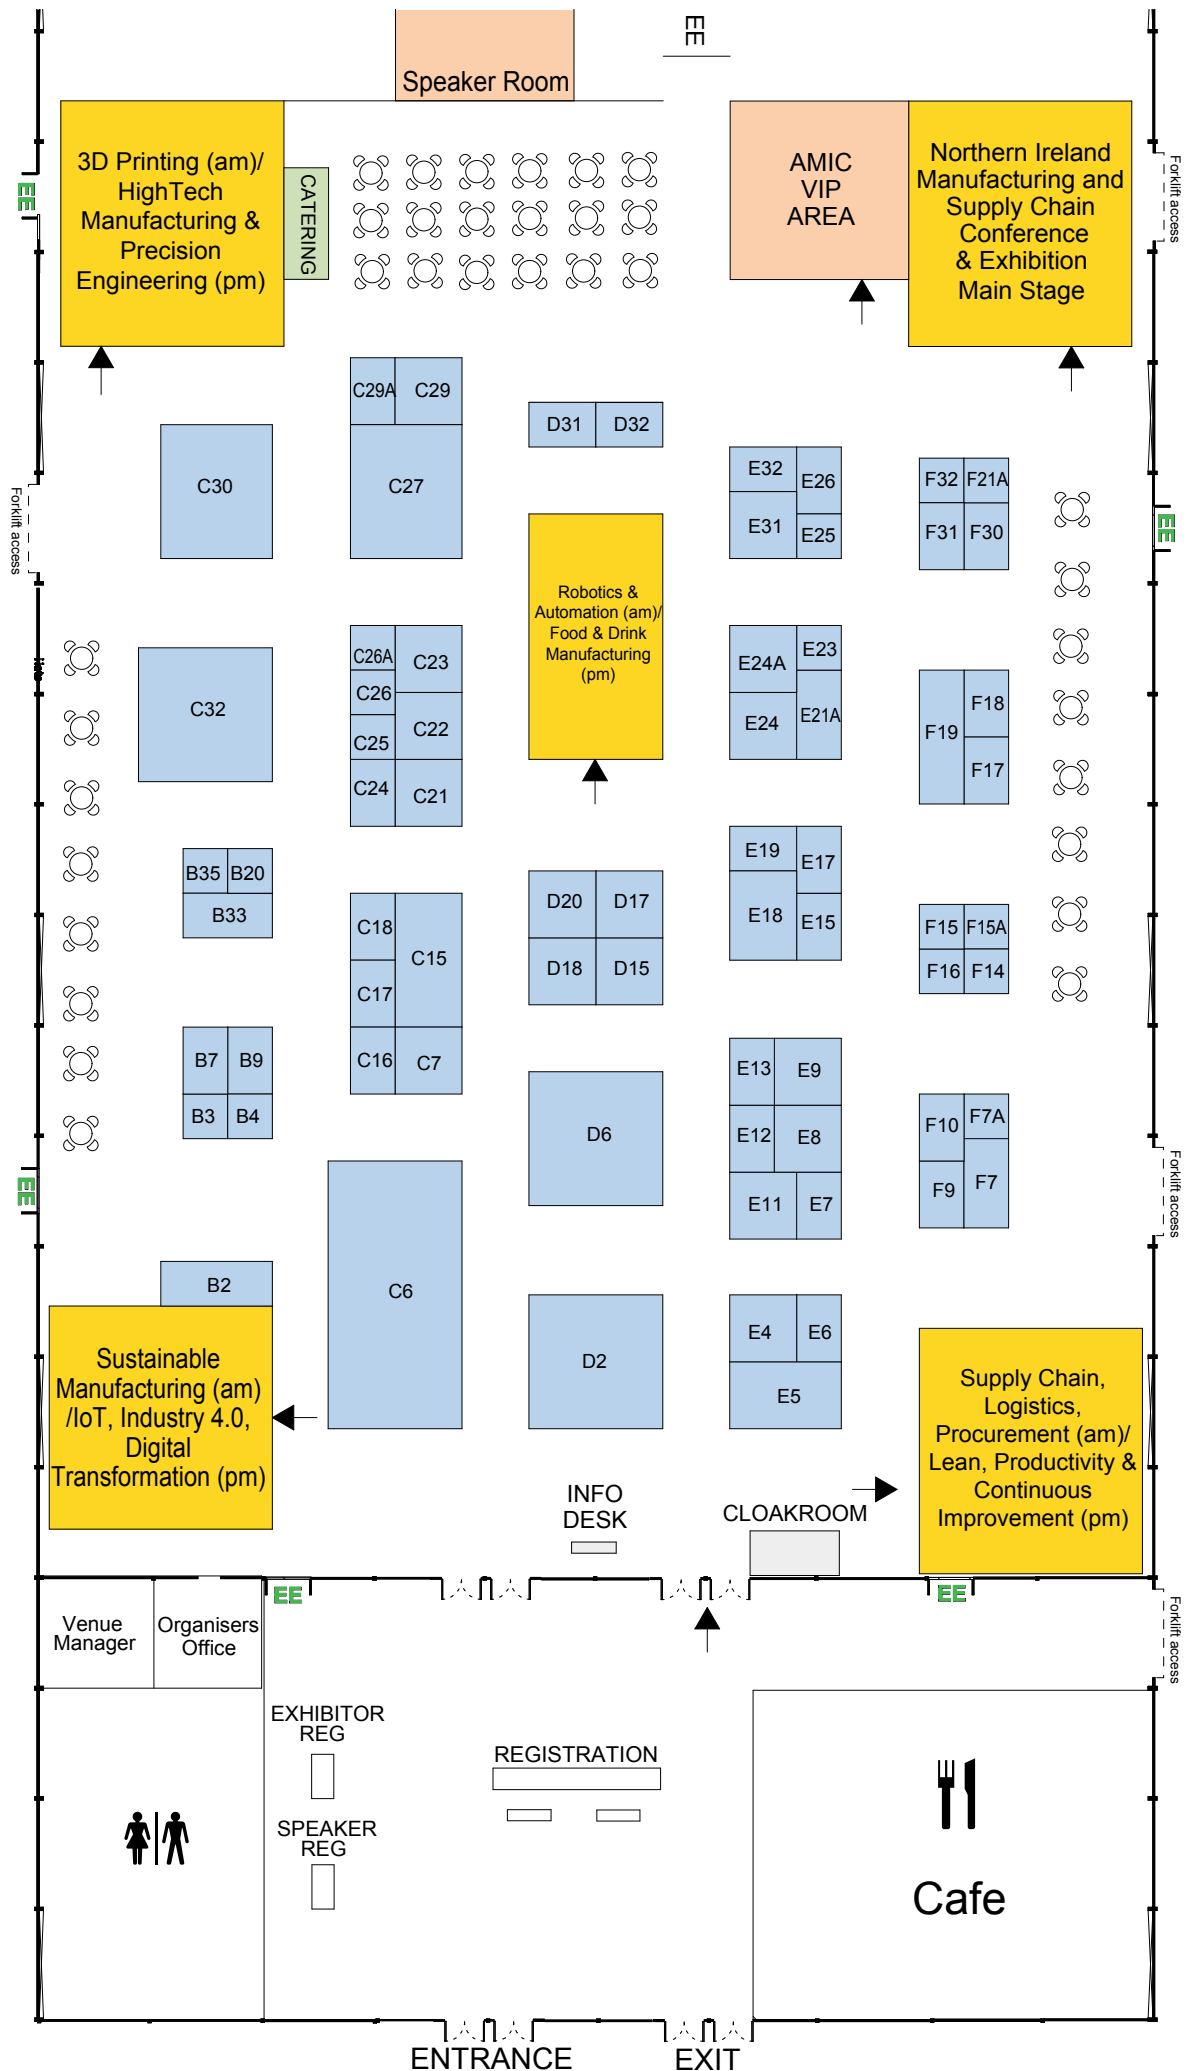 EE
Speaker Room
3D Printing (am)/
HighTech
Manufacturing &
Precision
Engineering (pm)
CATERING
AMIC
VIP
AREA
Northern Ireland
Manufacturing and
Supply Chain
Conference
& Exhibition
Main Stage
Forklift access
EE
C29A
C29
D31
D32
C30
C27
E32
E26
E31
E25
F32
F21A
F31
F30
Forklift access
EE
Robotics &
Automation (am)/
Food & Drink
Manufacturing
(pm)
C26A
C23
C26
C22
C25
C24
C21
C32
E24A
E23
E24
E21A
F19
F18
F17
B35
B20
B33
C18
C15
C17
C16
C7
D20
D17
D18
D15
E19
E17
E18
E15
F15
F15A
F16
F14
B7
B9
B3
B4
D6
E13
E9
E12
E8
E11
E7
F10
F7A
F9
F7
Forklift access
EE
B2
C6
D2
E4
E6
E5
Sustainable
Manufacturing (am)
/IoT, Industry 4.0,
Digital
Transformation (pm)
Supply Chain,
Logistics,
Procurement (am)/
Lean, Productivity &
Continuous
Improvement (pm)
INFO
DESK
CLOAKROOM
EE
EE
Venue
Manager
Organisers
Office
Forklift access
EXHIBITOR
REG
REGISTRATION
SPEAKER
REG
Cafe
ENTRANCE
EXIT